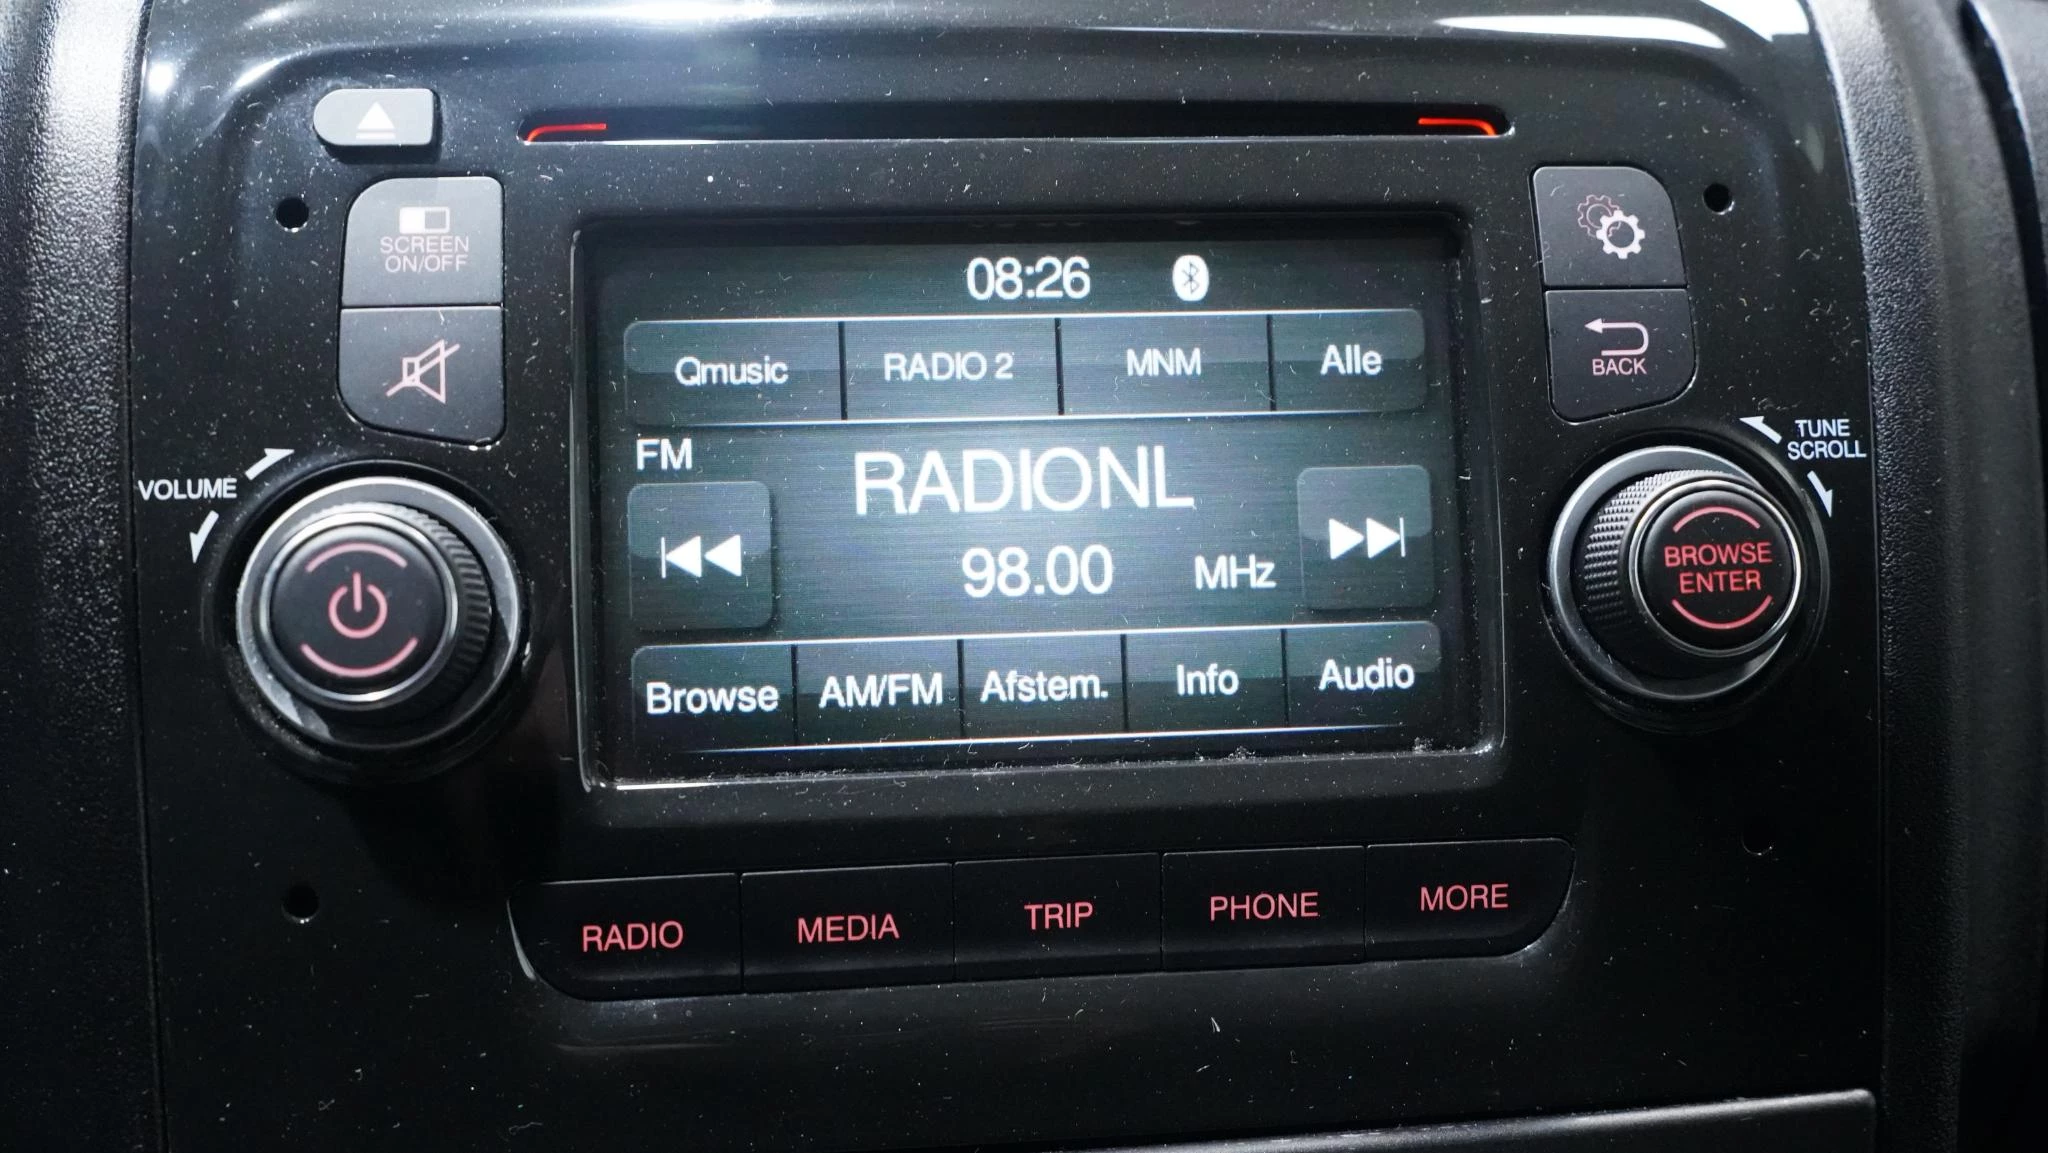 SCREEN
ON/OFF
VOLUME
08:26
Qmusic RADIO 2 MNM Alle
FM
RADIONL
98.00 MHz
Browse AM/FM Afstem. Info Audio
BACK
TUNE
SCROLL
BROWSE
ENTER
RADIO MEDIA TRIP PHONE MORE